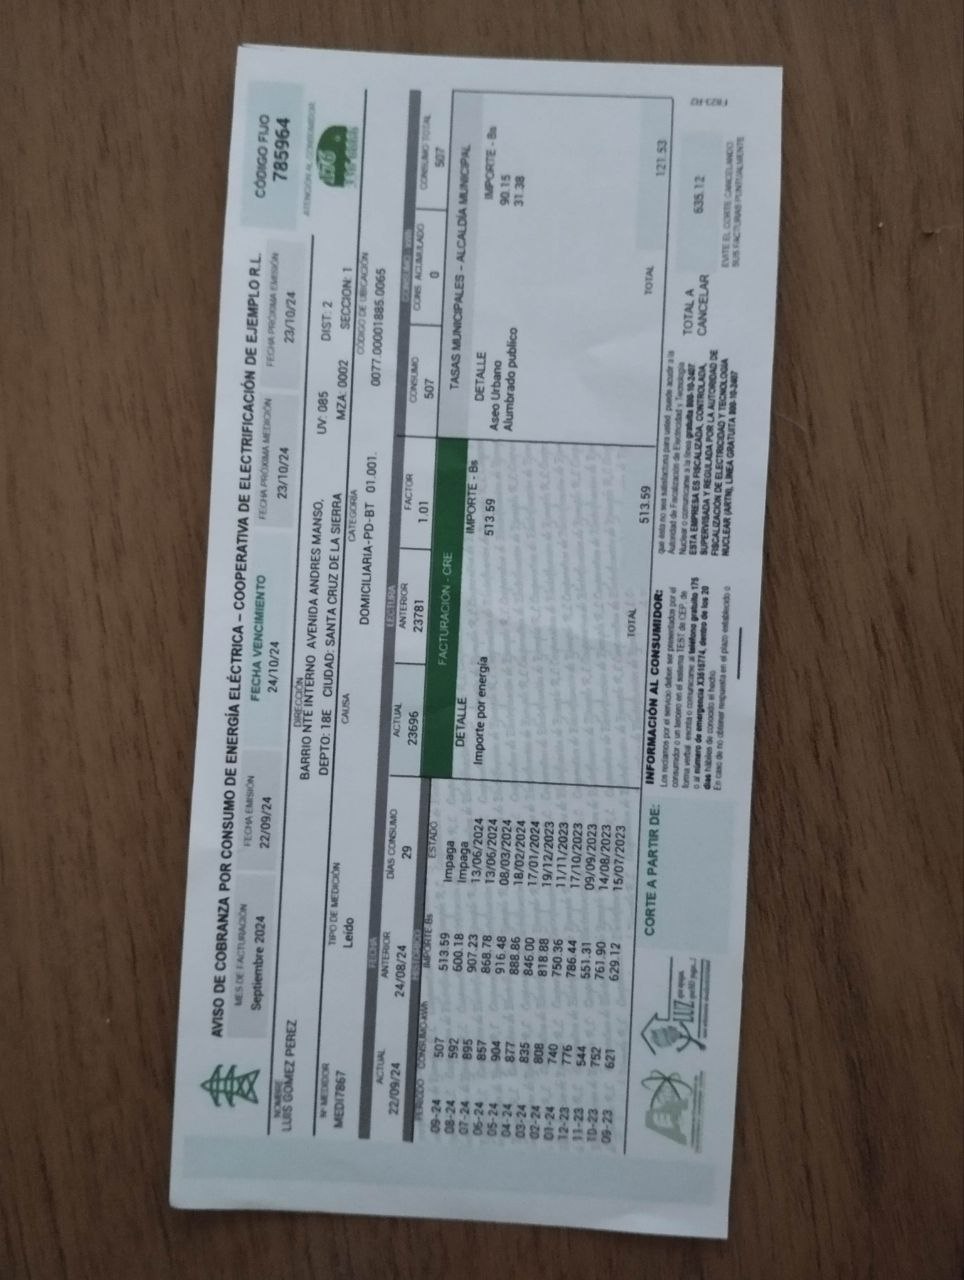 AVISO DE COBRANZA POR CONSUMO DE ENERGÍA ELÉCTRICA – COOPERATIVA DE ELECTRIFICACIÓN DE EJEMPLO R.L.
CÓDIGO FIJO
785964
MES DE FACTURACIÓN
Septiembre 2024
FECHA EMISIÓN
22/09/24
FECHA VENCIMIENTO
24/10/24
FECHA PRÓXIMA MEDICIÓN
23/10/24
FECHA PRÓXIMA EMISIÓN
23/10/24
ATENCIÓN AL CONSUMIDOR
NOMBRE
LUIS GOMEZ PEREZ
DIRECCIÓN
BARRIO NTE INTERNO AVENIDA ANDRES MANSO,
DEPTO: 18E CIUDAD: SANTA CRUZ DE LA SIERRA
UV: 085 DIST: 2
MZA: 0002 SECCION: 1
Nº MEDIDOR
MEDI7867
TIPO DE MEDICIÓN
Leído
CAUSA
CATEGORIA
DOMICILIARIA-PD-BT 01.001.
CÓDIGO DE UBICACIÓN
0077.00001885.0065
FECHA LECTURA CONSUMO kWh
ACTUAL ANTERIOR DÍAS CONSUMO ACTUAL ANTERIOR FACTOR CONSUMO CONS ACUMULADO CONSUMO TOTAL
22/09/24 24/08/24 29 23696 23781 1.01 507 0 507
HISTÓRICO
PERIODO CONSUMO-kWh IMPORTE-Bs ESTADO
09-24 507 513.59 Impaga
08-24 592 600.18 Impaga
07-24 895 907.23 13/06/2024
06-24 857 868.78 13/06/2024
05-24 904 916.48 08/03/2024
04-24 877 888.86 18/02/2024
03-24 835 846.00 17/01/2024
02-24 808 818.88 19/12/2023
01-24 740 750.36 11/11/2023
12-23 776 786.44 17/10/2023
11-23 544 551.31 09/09/2023
10-23 752 761.90 14/08/2023
09-23 621 629.12 15/07/2023
FACTURACIÓN - CRE
DETALLE IMPORTE - Bs
Importe por energía 513.59
TOTAL 513.59
TASAS MUNICIPALES – ALCALDÍA MUNICIPAL
DETALLE IMPORTE - Bs
Aseo Urbano 90.15
Alumbrado publico 31.38
TOTAL 121.53
CORTE A PARTIR DE:
INFORMACIÓN AL CONSUMIDOR:
Los reclamos por el servicio deben ser presentados por el
consumidor o un tercero en el sistema TEST de CEP, de
forma verbal, escrita o comunicarse al teléfono gratuito 175
o al número de emergencia X3615774, dentro de los 20
días hábiles de conocido el hecho
En caso de no obtener respuesta en el plazo establecido o
que ésta no sea satisfactoria para usted, puede acudir a la
Autoridad de Fiscalización de Electricidad y Tecnología
Nuclear o comunicarse a la línea gratuita 800-10-2407
ESTA EMPRESA ES FISCALIZADA, CONTROLADA,
SUPERVISADA Y REGULADA POR LA AUTORIDAD DE
FISCALIZACIÓN DE ELECTRICIDAD Y TECNOLOGÍA
NUCLEAR (AETN), LÍNEA GRATUITA 800-10-2407
TOTAL A
CANCELAR
635.12
EVITE EL CORTE CANCELANDO
SUS FACTURAS PUNTUALMENTE
LUZ